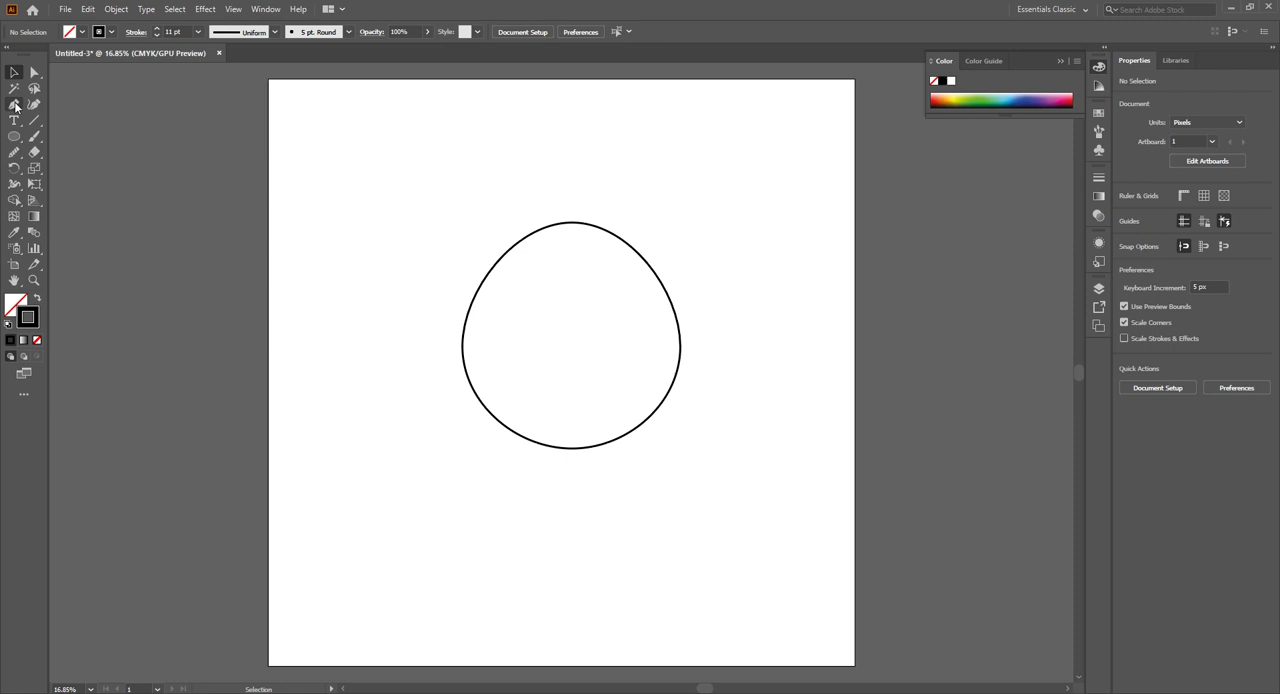 Ai File Edit Object Type Select Effect View Window Help Essentials Classic Search Adobe Stock
No Selection Stroke: 11 pt Uniform 5 pt. Round Opacity: 100% Style: Document Setup Preferences
Untitled-3* @ 16.85% (CMYK/GPU Preview) ×
Color Color Guide
Properties Libraries
No Selection
Document
Units: Pixels
Artboard: 1
Edit Artboards
Ruler & Grids
Guides
Snap Options
Preferences
Keyboard Increment: 5 px
Use Preview Bounds
Scale Corners
Scale Strokes & Effects
Quick Actions
Document Setup Preferences
16.85% 1 Selection